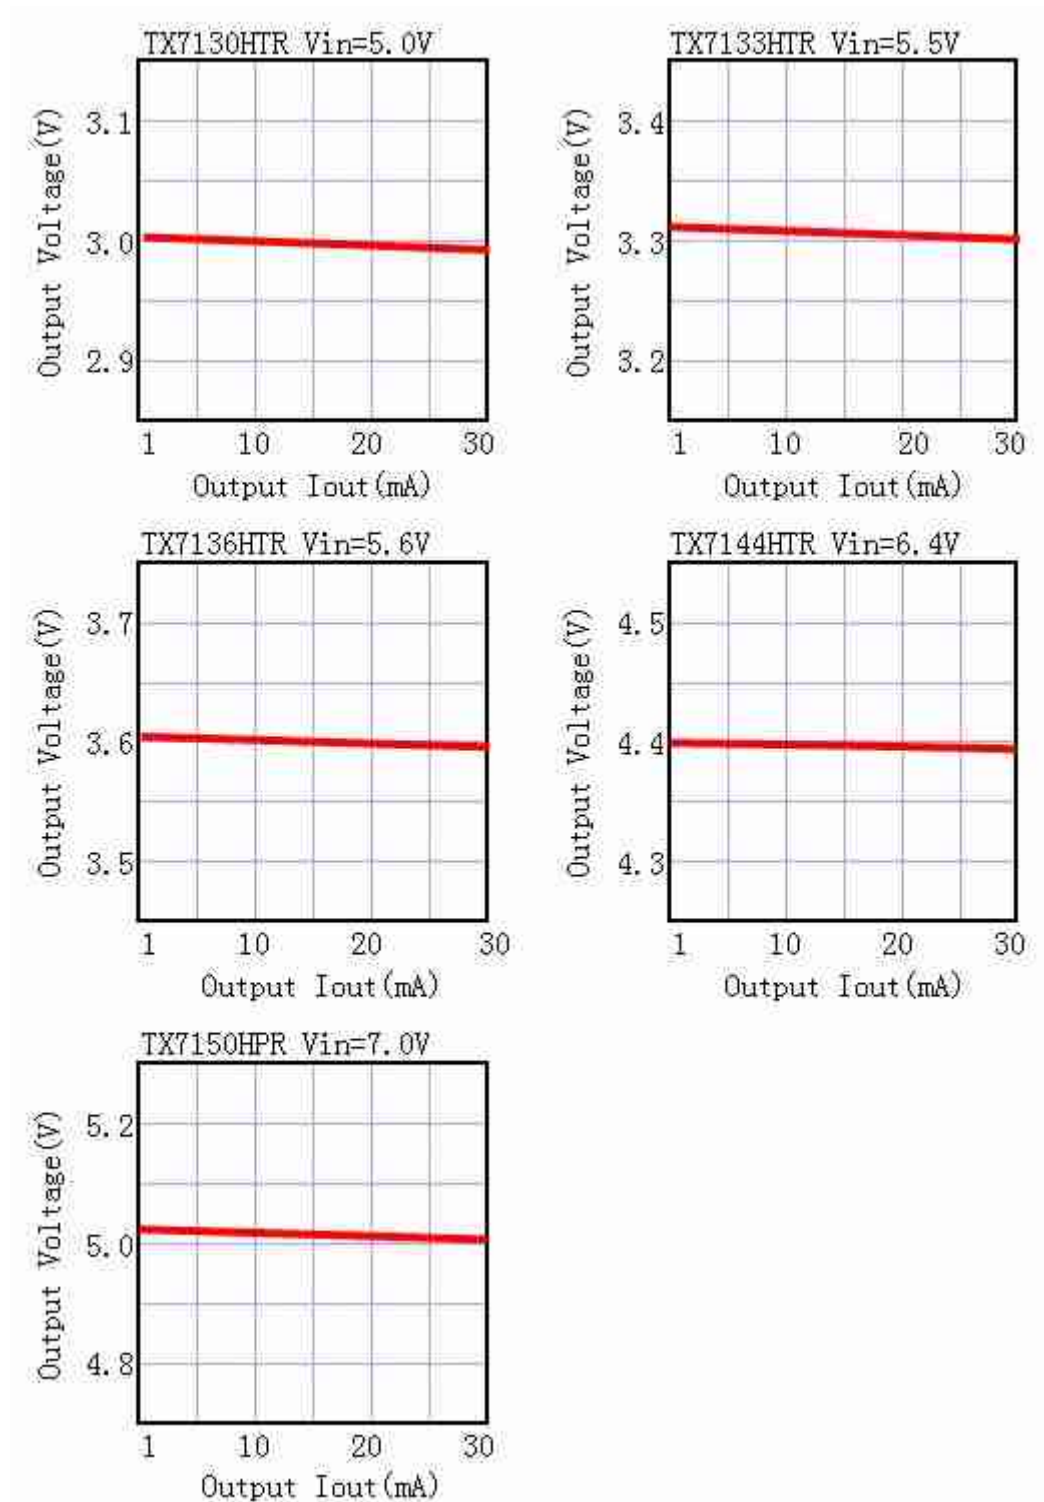 TX7130HTR Vin=5.0V
Output Voltage(V)
3.1
3.0
2.9
1 10 20 30
Output Iout(mA)
TX7133HTR Vin=5.5V
Output Voltage(V)
3.4
3.3
3.2
1 10 20 30
Output Iout(mA)
TX7136HTR Vin=5.6V
Output Voltage(V)
3.7
3.6
3.5
1 10 20 30
Output Iout(mA)
TX7144HTR Vin=6.4V
Output Voltage(V)
4.5
4.4
4.3
1 10 20 30
Output Iout(mA)
TX7150HPR Vin=7.0V
Output Voltage(V)
5.2
5.0
4.8
1 10 20 30
Output Iout(mA)